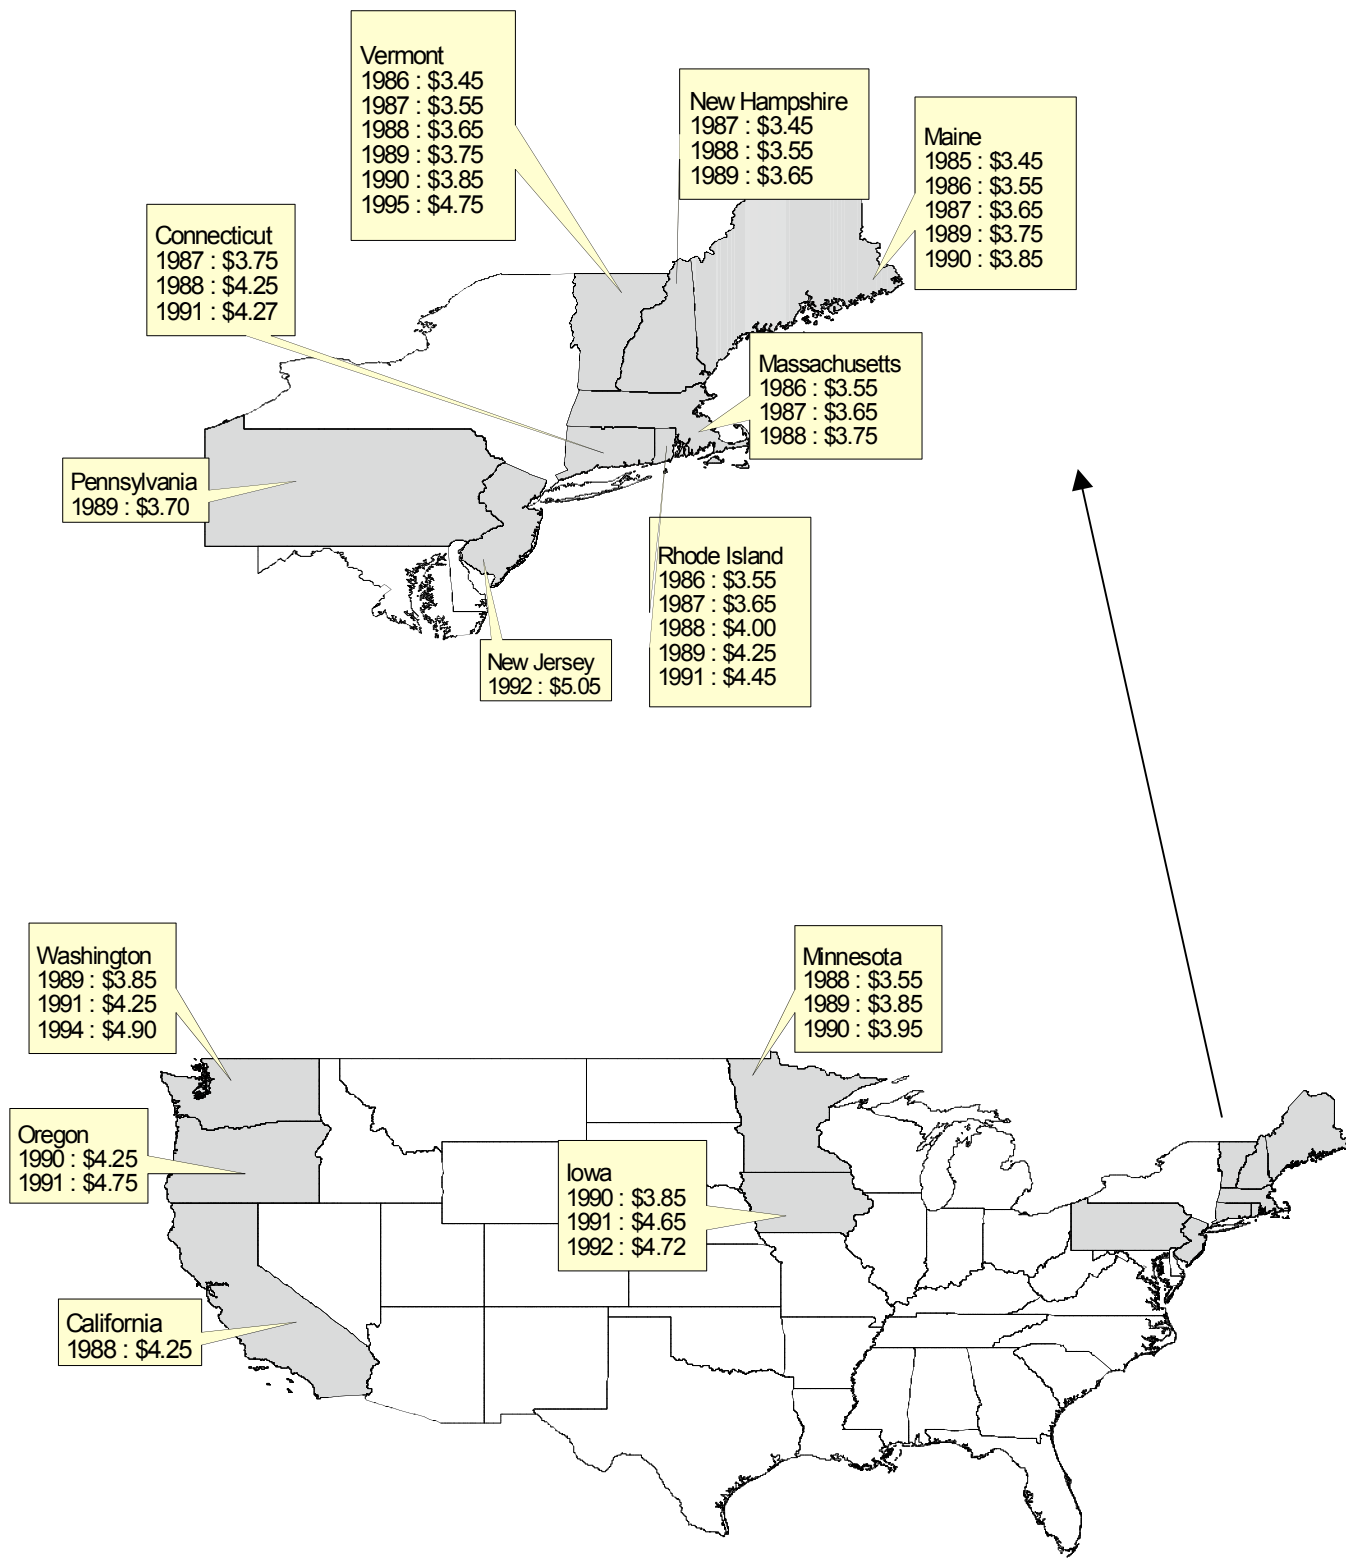 Vermont
1986 : $3.45
1987 : $3.55
1988 : $3.65
1989 : $3.75
1990 : $3.85
1995 : $4.75
New Hampshire
1987 : $3.45
1988 : $3.55
1989 : $3.65
Maine
1985 : $3.45
1986 : $3.55
1987 : $3.65
1989 : $3.75
1990 : $3.85
Connecticut
1987 : $3.75
1988 : $4.25
1991 : $4.27
Massachusetts
1986 : $3.55
1987 : $3.65
1988 : $3.75
Pennsylvania
1989 : $3.70
Rhode Island
1986 : $3.55
1987 : $3.65
1988 : $4.00
1989 : $4.25
1991 : $4.45
New Jersey
1992 : $5.05
Washington
1989 : $3.85
1991 : $4.25
1994 : $4.90
Minnesota
1988 : $3.55
1989 : $3.85
1990 : $3.95
Oregon
1990 : $4.25
1991 : $4.75
Iowa
1990 : $3.85
1991 : $4.65
1992 : $4.72
California
1988 : $4.25